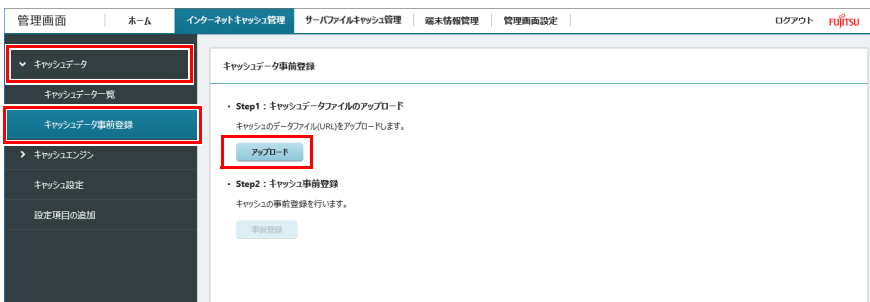 管理画面 ホーム インターネットキャッシュ管理 サーバファイルキャッシュ管理 端末情報管理 管理画面設定 ログアウト FUJITSU
キャッシュデータ
キャッシュデータ一覧
キャッシュデータ事前登録
キャッシュエンジン
キャッシュ設定
設定項目の追加
キャッシュデータ事前登録
・ Step1：キャッシュデータファイルのアップロード
キャッシュのデータファイル(URL)をアップロードします。
アップロード
・ Step2：キャッシュ事前登録
キャッシュの事前登録を行います。
事前登録